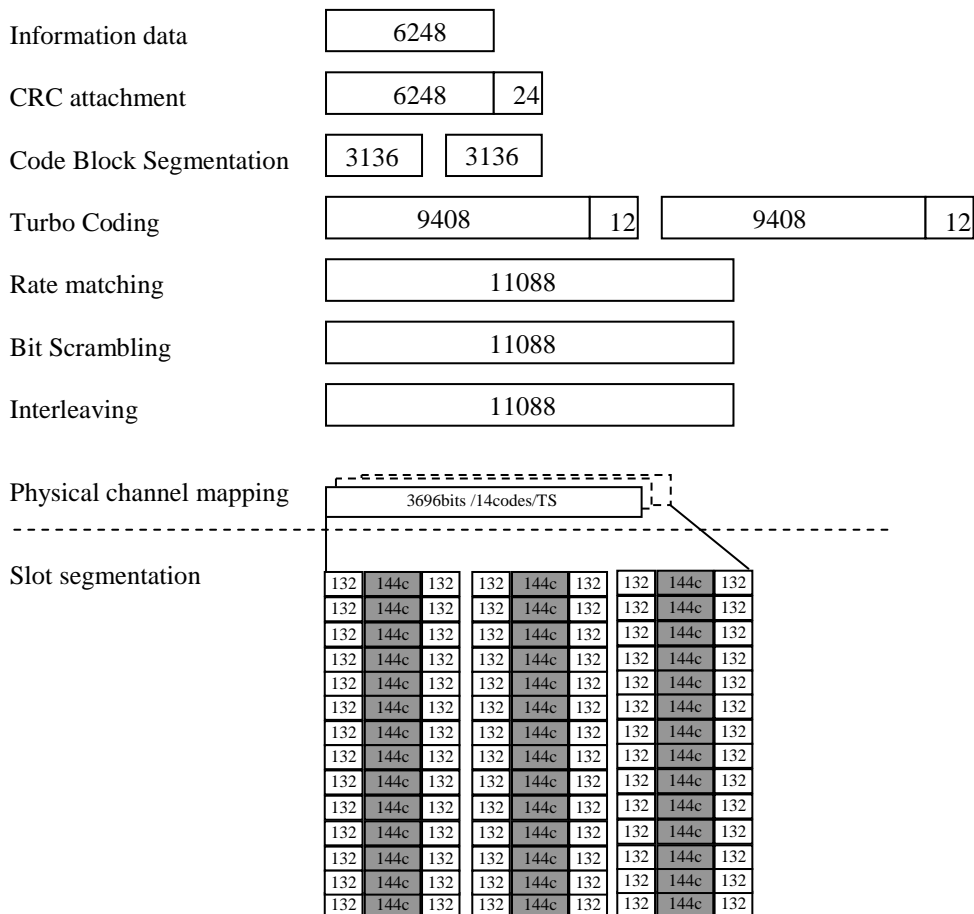 Information data 6248
CRC attachment 6248 24
Code Block Segmentation 3136 3136
Turbo Coding 9408 12 9408 12
Rate matching 11088
Bit Scrambling 11088
Interleaving 11088
Physical channel mapping 3696bits /14codes/TS
Slot segmentation
132 144c 132 132 144c 132 132 144c 132
132 144c 132 132 144c 132 132 144c 132
132 144c 132 132 144c 132 132 144c 132
132 144c 132 132 144c 132 132 144c 132
132 144c 132 132 144c 132 132 144c 132
132 144c 132 132 144c 132 132 144c 132
132 144c 132 132 144c 132 132 144c 132
132 144c 132 132 144c 132 132 144c 132
132 144c 132 132 144c 132 132 144c 132
132 144c 132 132 144c 132 132 144c 132
132 144c 132 132 144c 132 132 144c 132
132 144c 132 132 144c 132 132 144c 132
132 144c 132 132 144c 132 132 144c 132
132 144c 132 132 144c 132 132 144c 132